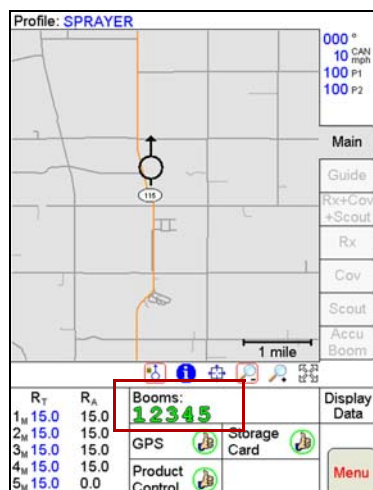 Profile: SPRAYER
000 °
10 CAN mph
100 P1
100 P2
Main
Guide
Rx+Cov
+Scout
Rx
Cov
Scout
Accu
Boom
115
1 mile
RT RA
1M 15.0 15.0
2M 15.0 15.0
3M 15.0 15.0
4M 15.0 15.0
5M 15.0 0.0
Booms:
12345
GPS
Storage
Card
Product
Control
Display
Data
Menu